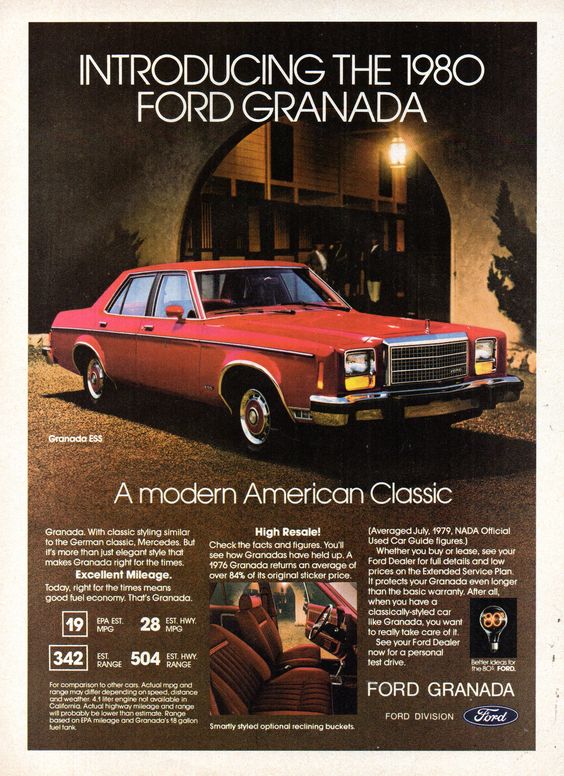 INTRODUCING THE 1980
FORD GRANADA
Granada ESS
A modern American Classic
Granada. With classic styling similar
to the German classic, Mercedes. But
it's more than just elegant style that
makes Granada right for the times.
Excellent Mileage.
Today, right for the times means
good fuel economy. That's Granada.
19 EPA EST. MPG 28 EST. HWY. MPG
342 EST. RANGE 504 EST. HWY. RANGE
For comparison to other cars. Actual mpg and
range may differ depending on speed, distance
and weather. 4.1 liter engine not available in
California. Actual highway mileage and range
will probably be lower than estimate. Range
based on EPA mileage and Granada's 18 gallon
fuel tank.
High Resale!
Check the facts and figures. You'll
see how Granadas have held up. A
1976 Granada returns an average of
over 84% of its original sticker price.
Smartly styled optional reclining buckets.
(Averaged July, 1979, NADA Official
Used Car Guide figures.)
Whether you buy or lease, see your
Ford Dealer for full details and low
prices on the Extended Service Plan.
It protects your Granada even longer
than the basic warranty. After all,
when you have a
classically-styled car
like Granada, you want
to really take care of it.
See your Ford Dealer
now for a personal
test drive.
80s
Better ideas for
the 80s. FORD.
FORD GRANADA
FORD DIVISION Ford